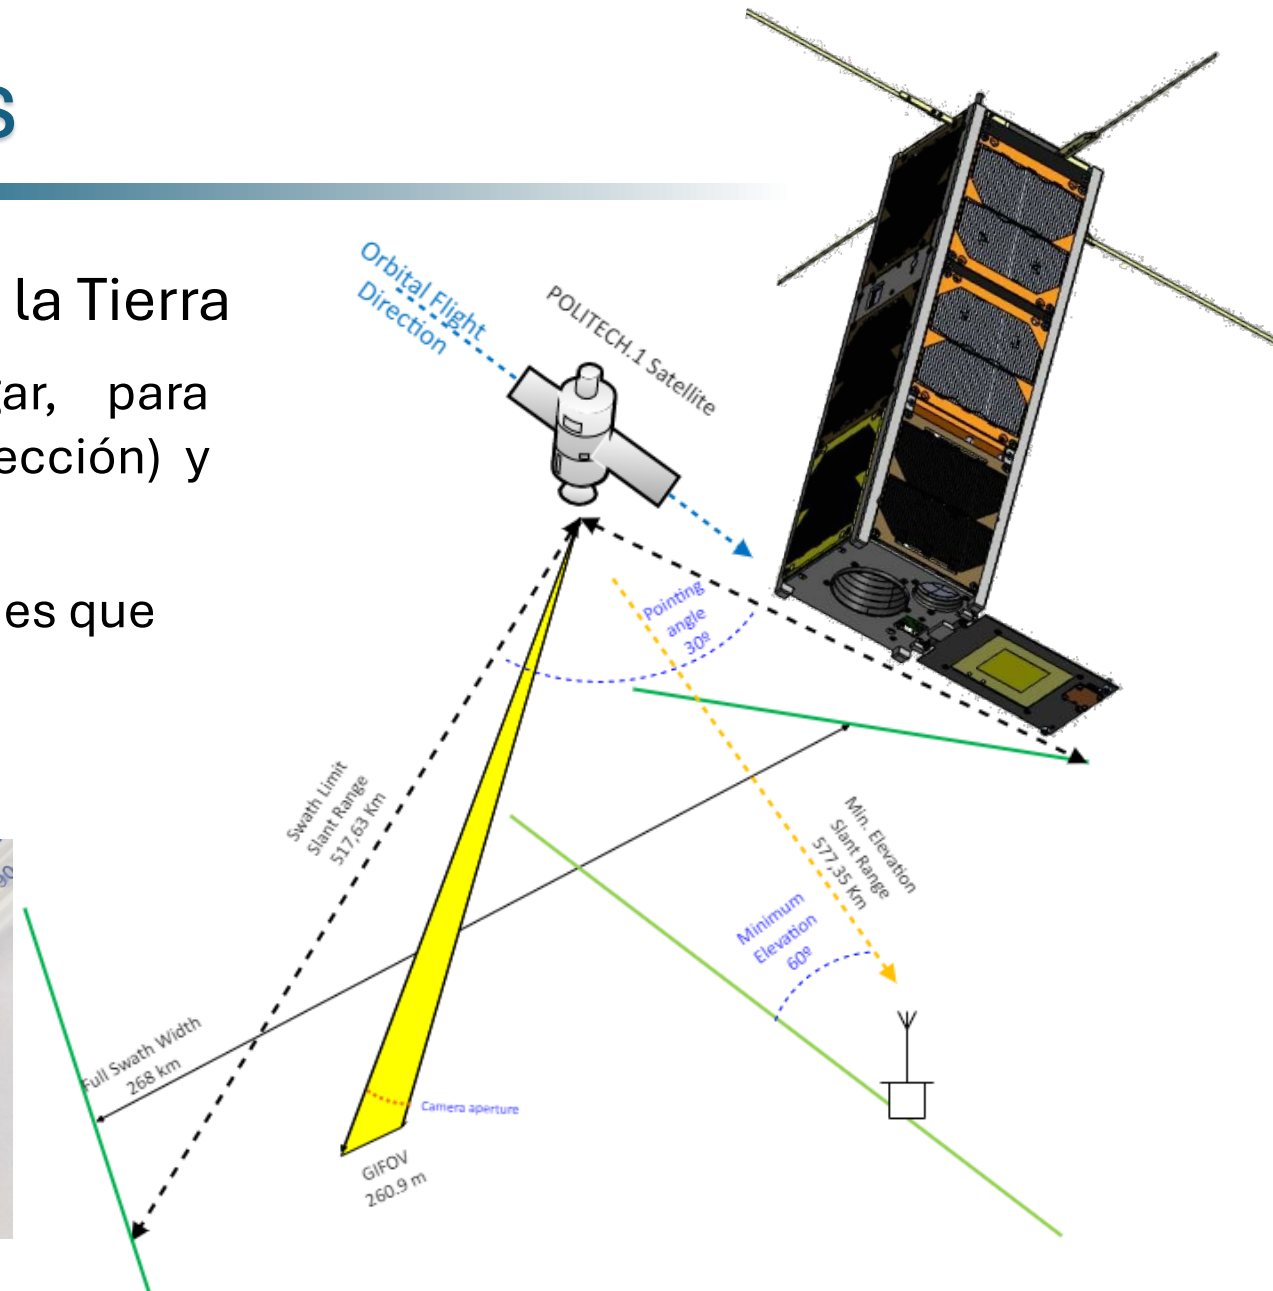 s
la Tierra
gar, para
ección) y
es que
Orbital Flight
Direction
POLITECH.1 Satellite
Pointing
angle
30º
Swath Limit
Slant Range
517,63 Km
Min. Elevation
Slant Range
577,35 Km
Minimum
Elevation
60º
Full Swath Width
268 km
Camera aperture
GIFOV
260.9 m
90